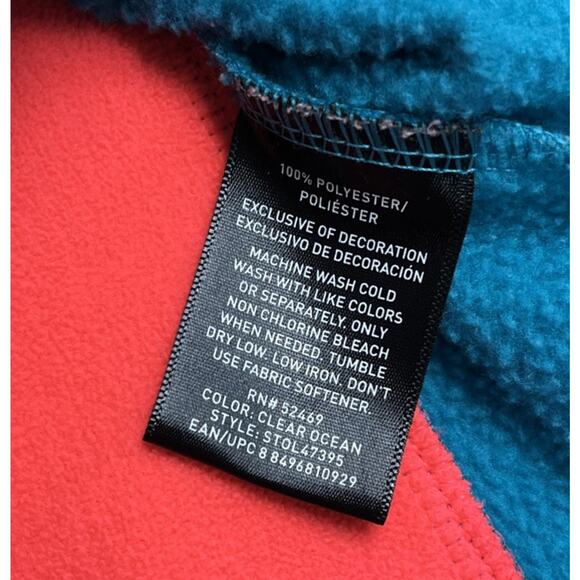 100% POLYESTER/
POLIÉSTER
EXCLUSIVE OF DECORATION
EXCLUSIVO DE DECORACIÓN
MACHINE WASH COLD
WASH WITH LIKE COLORS
OR SEPARATELY. ONLY
NON CHLORINE BLEACH
WHEN NEEDED. TUMBLE
DRY LOW. LOW IRON. DON'T
USE FABRIC SOFTENER.
RN# 52469
COLOR: CLEAR OCEAN
STYLE: STOL47395
EAN/UPC 8 8496810929